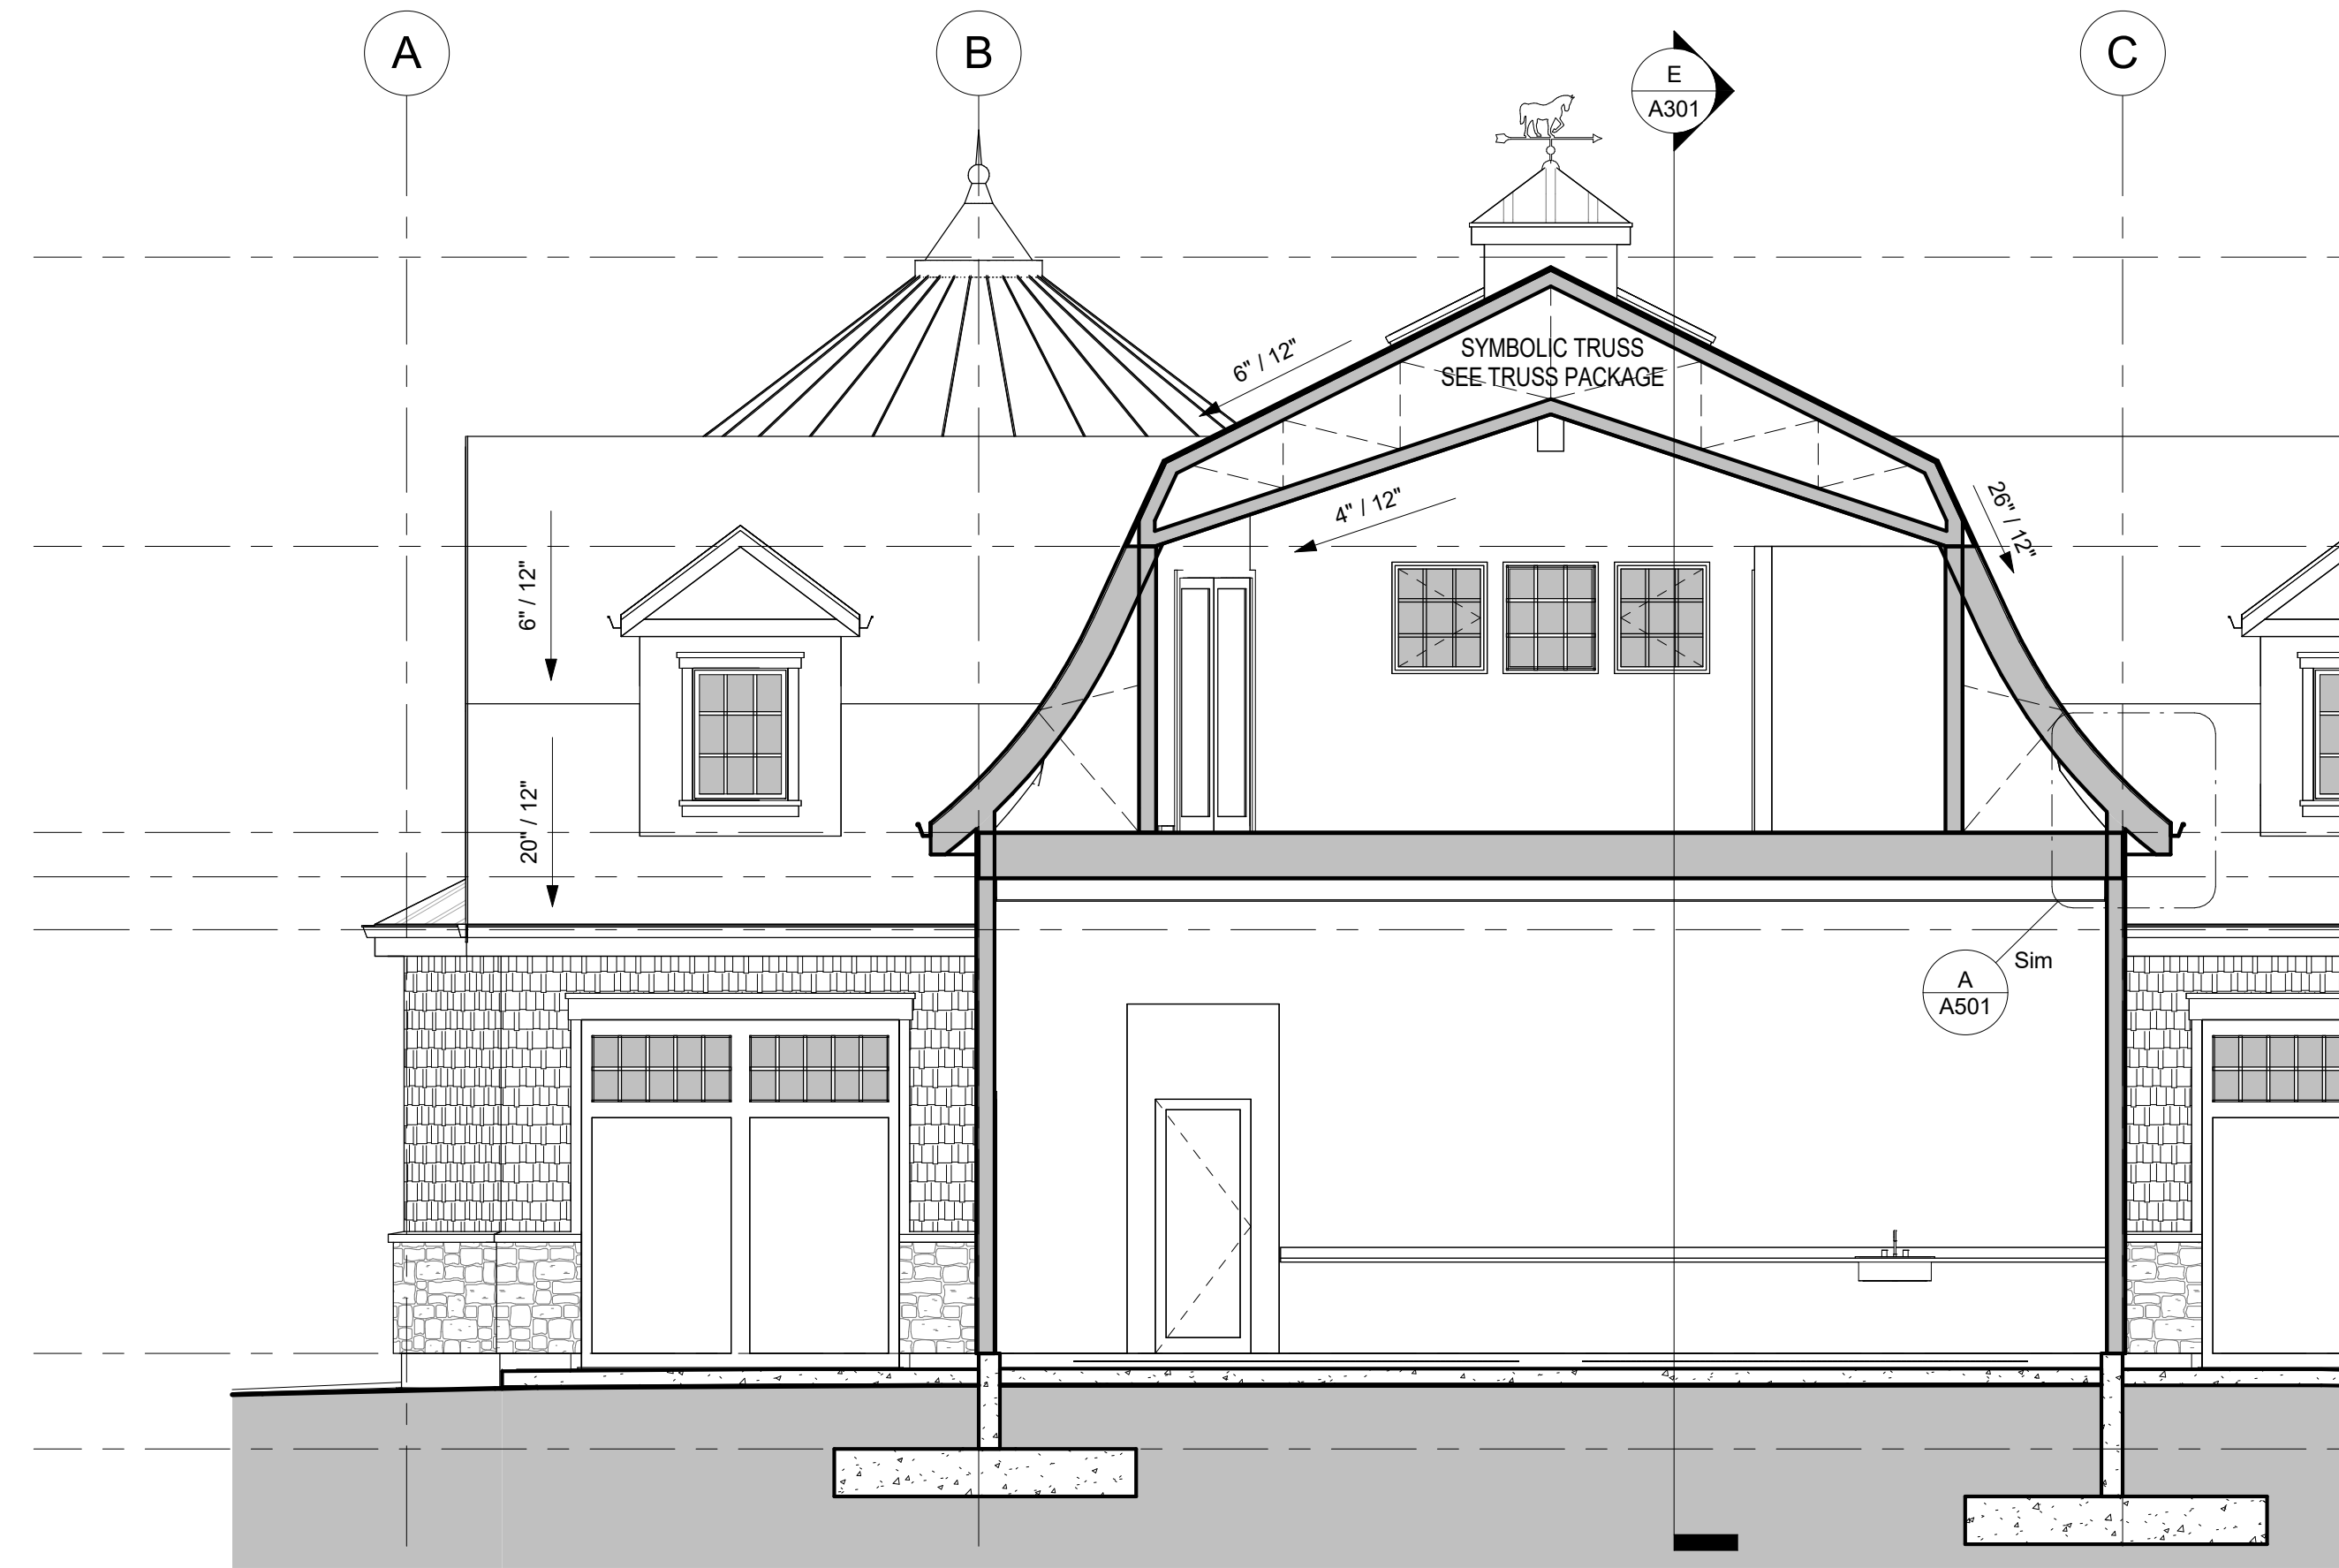 A
B
E
A301
C
6" / 12"
SYMBOLIC TRUSS
SEE TRUSS PACKAGE
4" / 12"
26" / 12"
6" / 12"
20" / 12"
Sim
A
A501